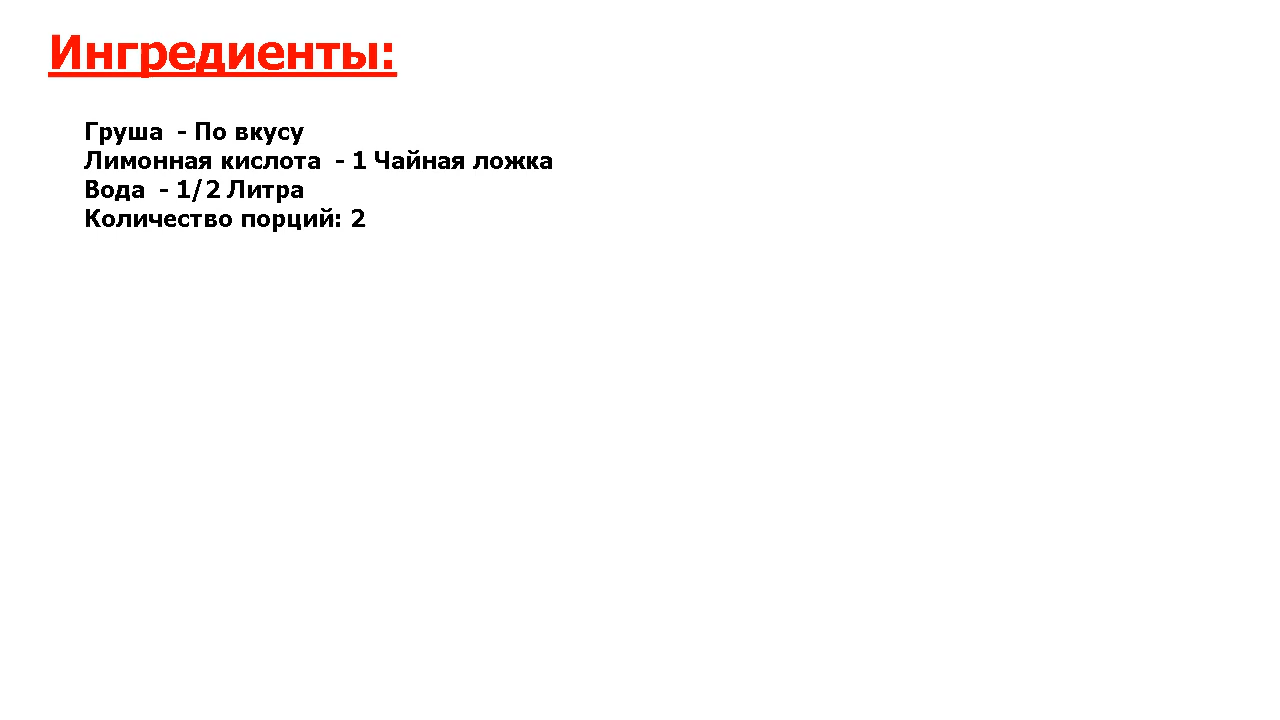 Ингредиенты:
Груша  - По вкусу
Лимонная кислота  - 1 Чайная ложка
Вода  - 1/2 Литра
Количество порций: 2